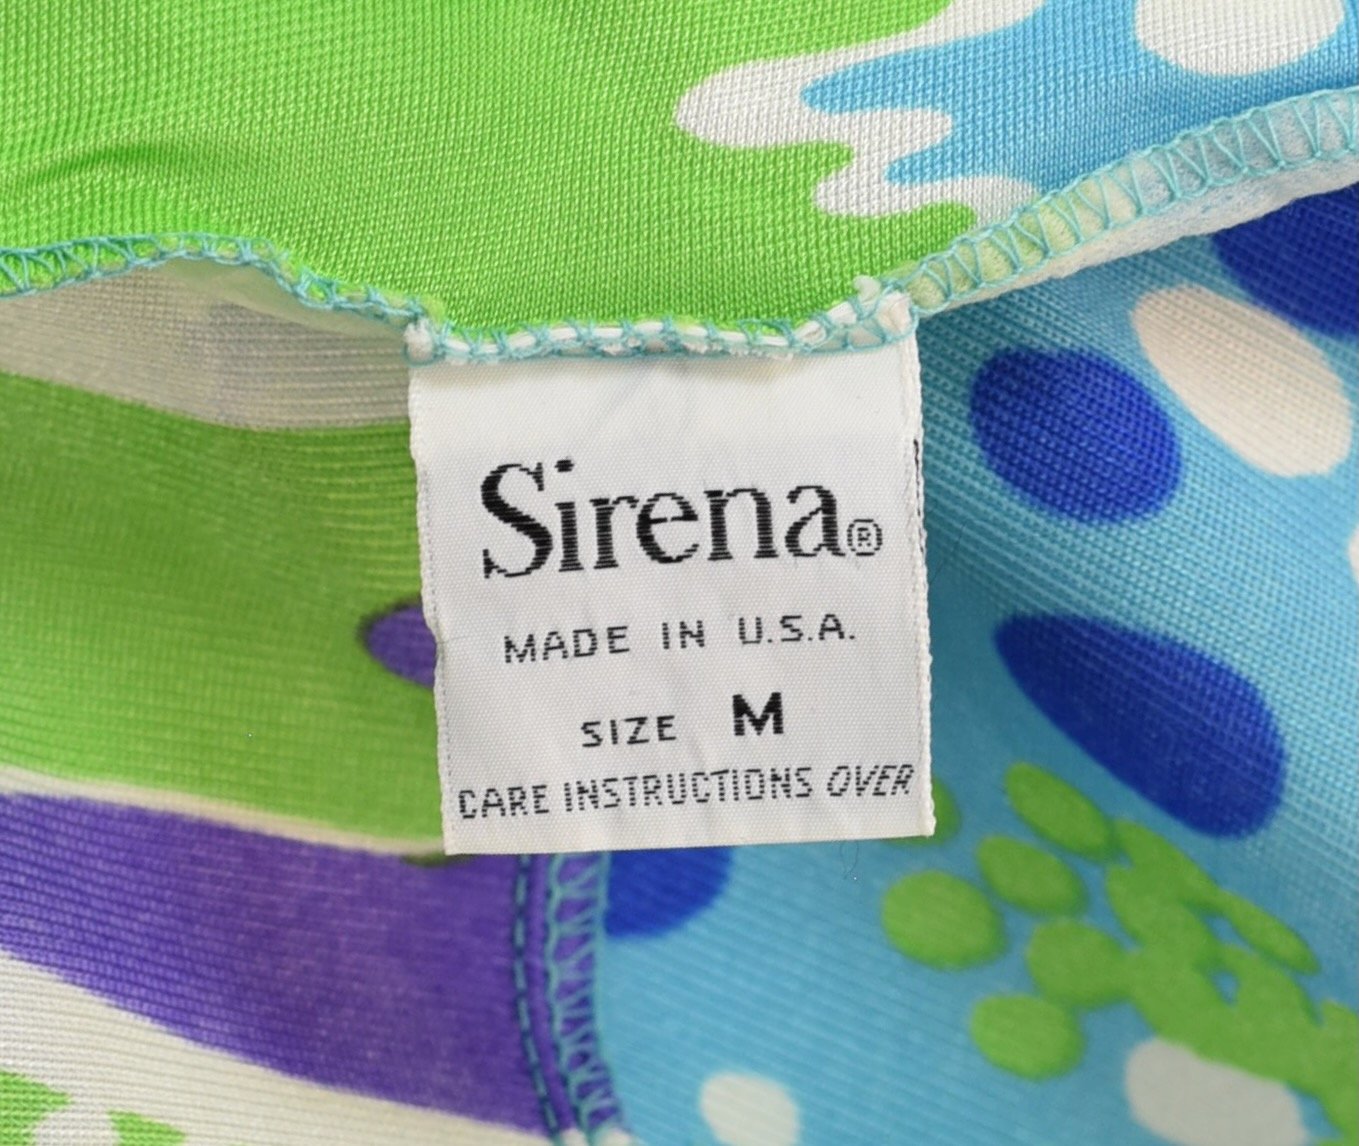 Sirena®
MADE IN U.S.A.
SIZE M
CARE INSTRUCTIONS OVER